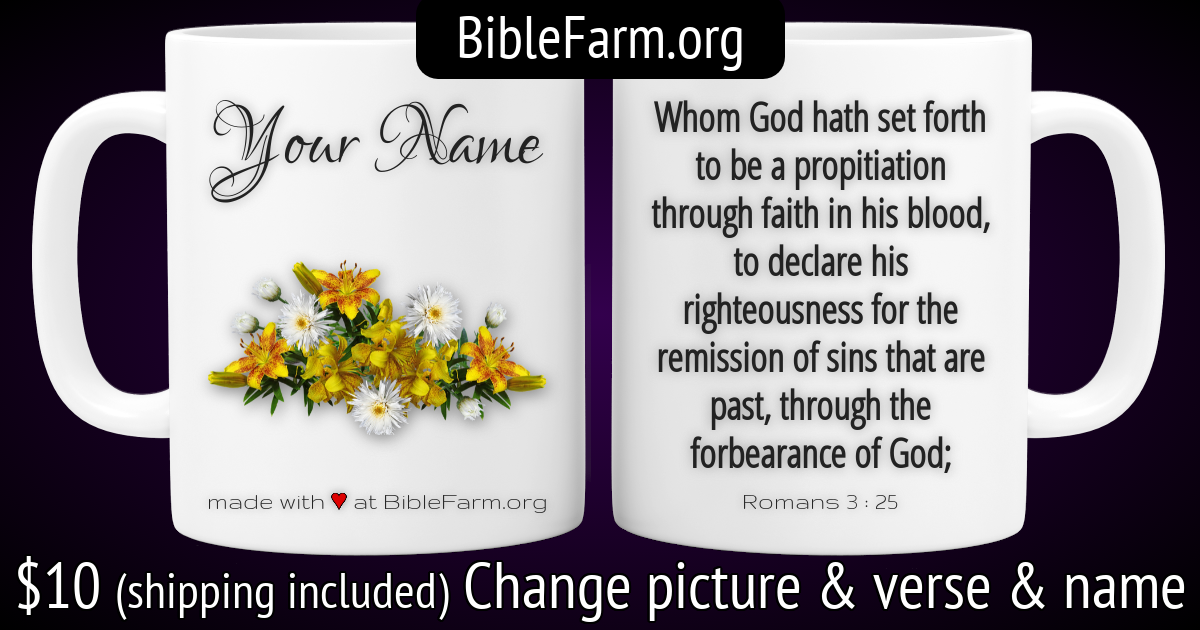 BibleFarm.org
Your Name
made with ♥ at BibleFarm.org
Whom God hath set forth
to be a propitiation
through faith in his blood,
to declare his
righteousness for the
remission of sins that are
past, through the
forbearance of God;
Romans 3 : 25
$10 (shipping included) Change picture & verse & name